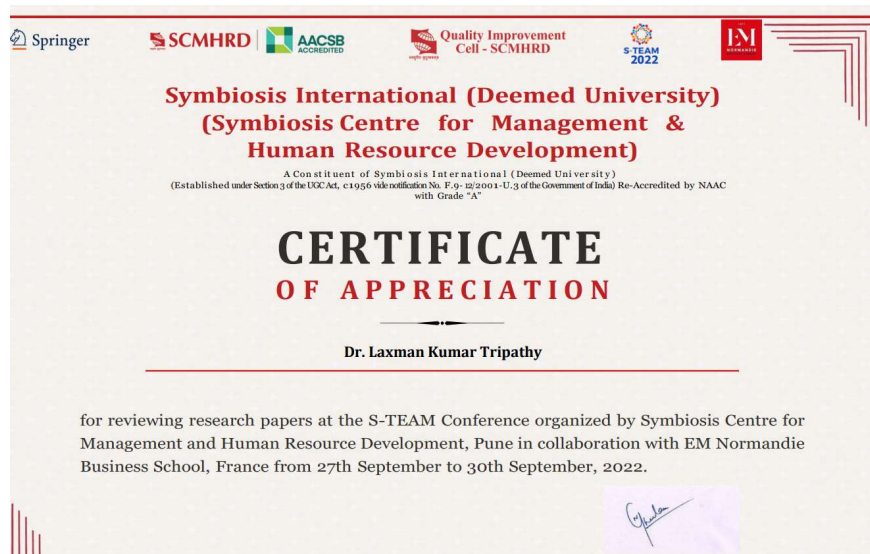 Springer
SCMHRD
AACSB
ACCREDITED
Quality Improvement
Cell - SCMHRD
S-TEAM
2022
EM
NORMANDIE
Symbiosis International (Deemed University)
(Symbiosis Centre for Management &
Human Resource Development)
A Constituent of Symbiosis International (Deemed University)
(Established under Section 3 of the UGC Act, c1956 vide notification No. F.9- 12/2001-U.3 of the Government of India) Re-Accredited by NAAC
with Grade "A"
CERTIFICATE
OF APPRECIATION
Dr. Laxman Kumar Tripathy
for reviewing research papers at the S-TEAM Conference organized by Symbiosis Centre for
Management and Human Resource Development, Pune in collaboration with EM Normandie
Business School, France from 27th September to 30th September, 2022.